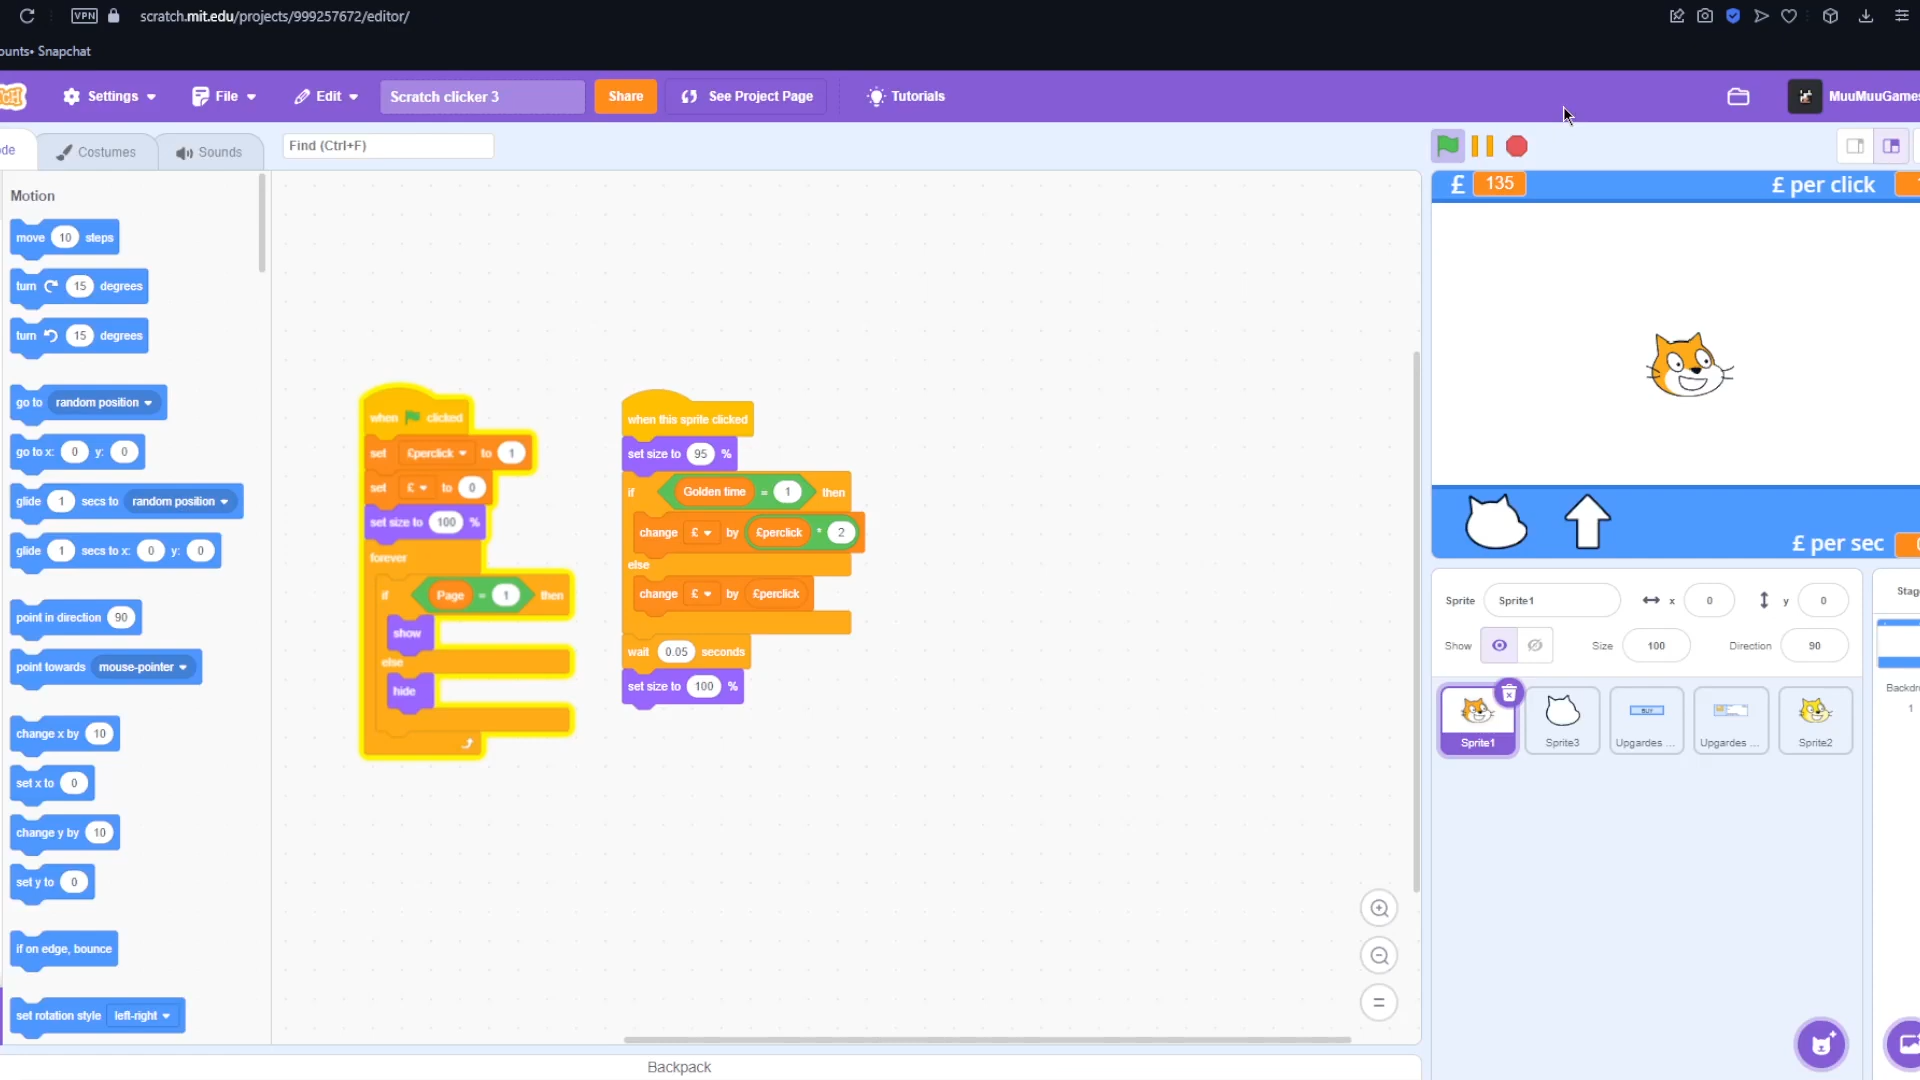 VPN scratch.mit.edu/projects/999257672/editor/
ounts• Snapchat
Settings File Edit Scratch clicker 3 Share See Project Page Tutorials MuuMuuGames
ode Costumes Sounds Find (Ctrl+F)
Motion
move 10 steps
turn 15 degrees
turn 15 degrees
go to random position
go to x: 0 y: 0
glide 1 secs to random position
glide 1 secs to x: 0 y: 0
point in direction 90
point towards mouse-pointer
change x by 10
set x to 0
change y by 10
set y to 0
if on edge, bounce
set rotation style left-right
when clicked
set £perclick to 1
set £ to 0
set size to 100 %
forever
if Page = 1 then
show
else
hide
when this sprite clicked
set size to 95 %
if Golden time = 1 then
change £ by £perclick * 2
else
change £ by £perclick
wait 0.05 seconds
set size to 100 %
£ 135 £ per click
£ per sec
Sprite Sprite1 x 0 y 0
Show Size 100 Direction 90
Sprite1 Sprite3 Upgardes ... Upgardes ... Sprite2
BUY
Stag
Backdro
1
Backpack